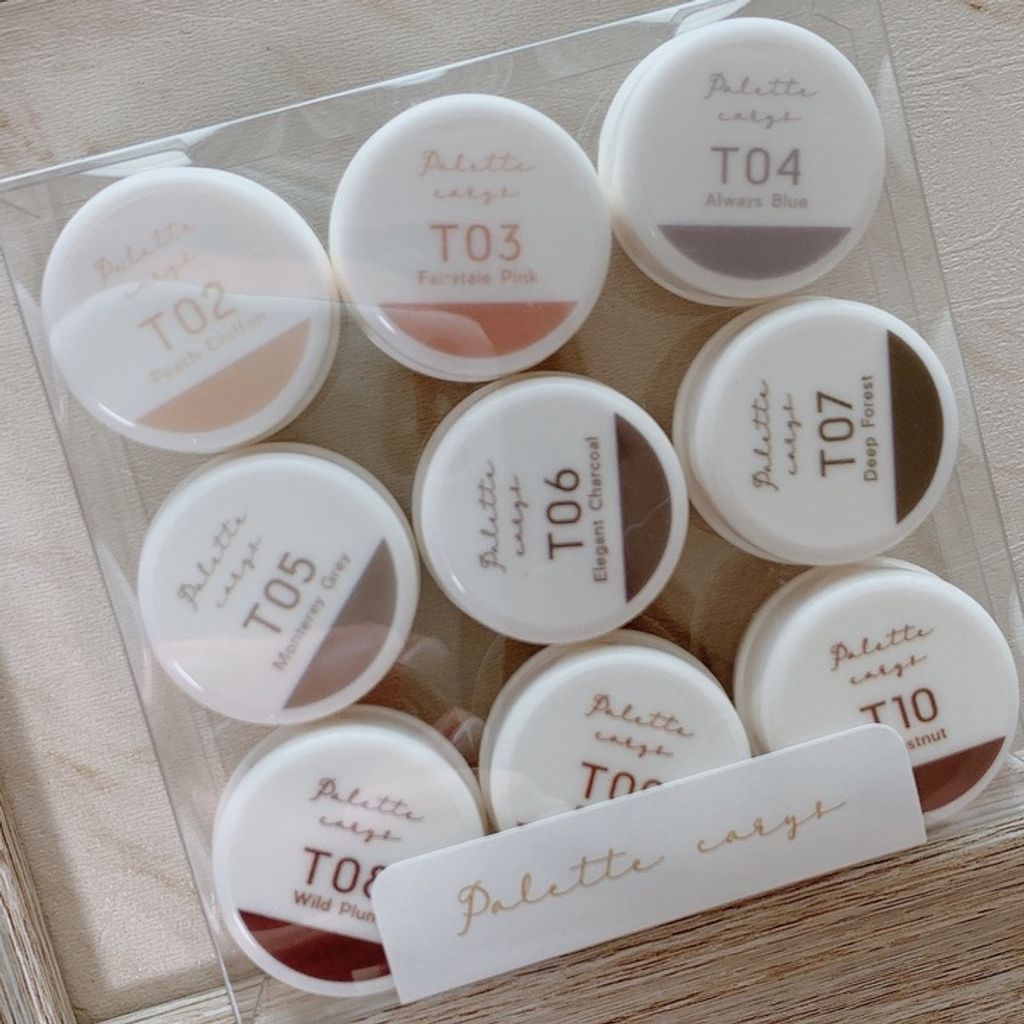 Palette
carys
T02
Peach Chiffon
Palette
carys
T03
Fairytale Pink
Palette
carys
T04
Always Blue
Palette
carys
T05
Monterey Grey
Palette
carys
T06
Elegant Charcoal
Palette
carys
T07
Deep Forest
Palette
carys
T08
Wild Plum
Palette
carys
Palette
carys
T10
Palette carys